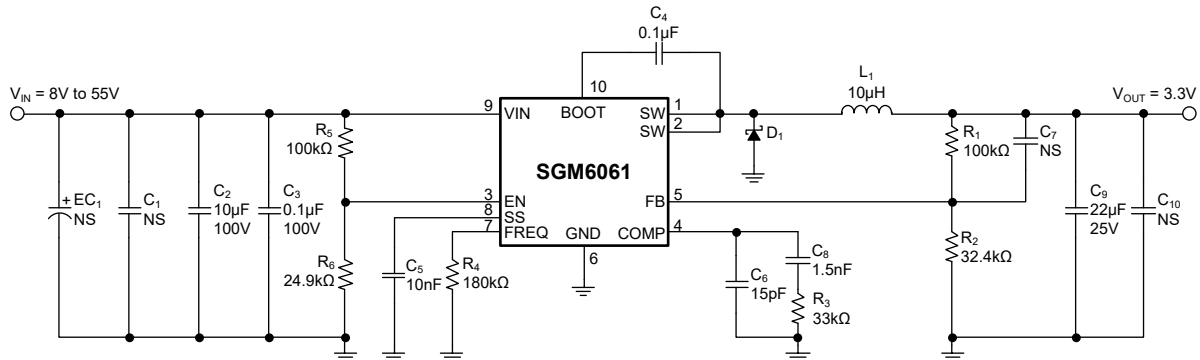 C4
0.1µF
VIN = 8V to 55V
L1
10µH
VOUT = 3.3V
10
BOOT
9
VIN
SW
1
SW
2
R5
100kΩ
D1
R1
100kΩ
C7
NS
SGM6061
+
EC1
NS
C1
NS
C2
10µF
100V
C3
0.1µF
100V
3
EN
8
SS
7
FREQ
GND
6
FB
5
COMP
4
C9
22µF
25V
C10
NS
R6
24.9kΩ
C5
10nF
R4
180kΩ
C6
15pF
C8
1.5nF
R3
33kΩ
R2
32.4kΩ